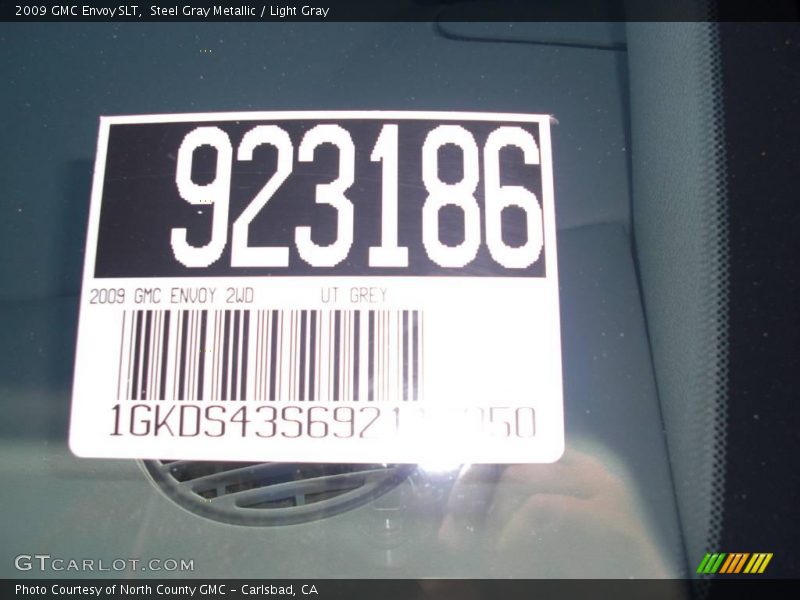 2009 GMC Envoy SLT, Steel Gray Metallic / Light Gray
923186
2009 GMC ENVOY 2WD UT GREY
GTCARLOT.COM
Photo Courtesy of North County GMC - Carlsbad, CA